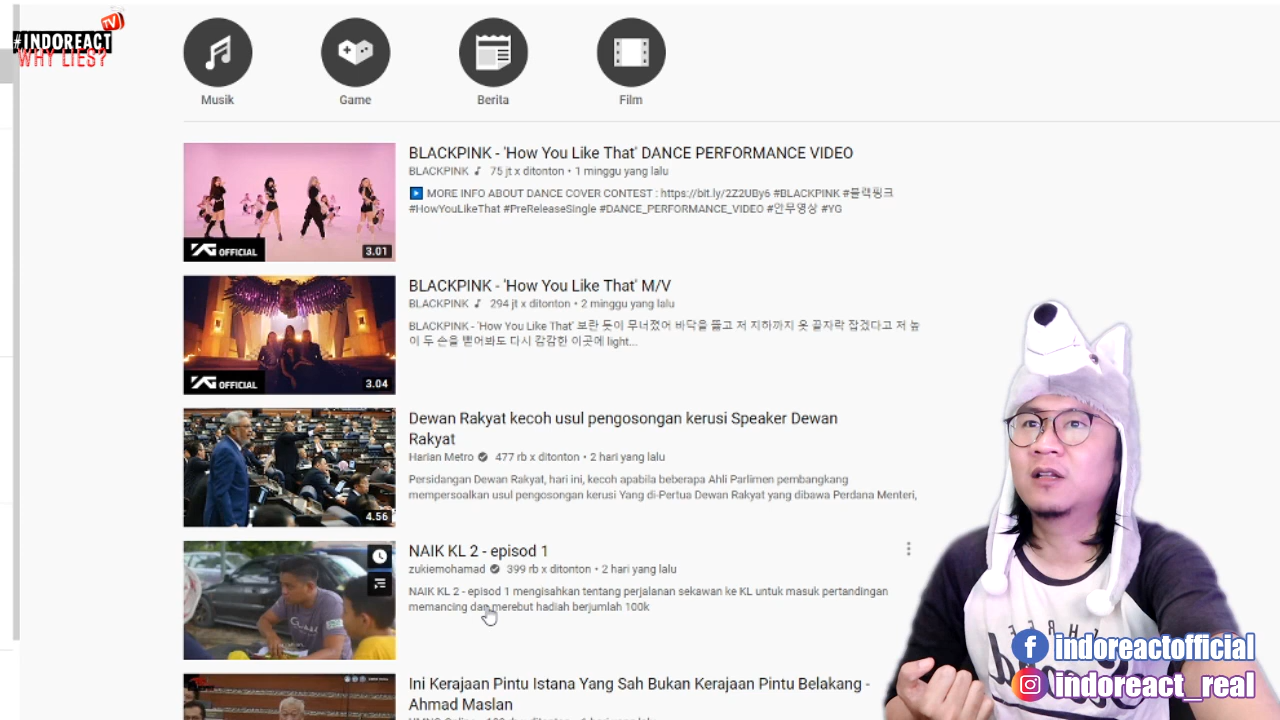 #INDOREACT
TV
WHY LIES?
Musik
Game
Berita
Film
BLACKPINK - 'How You Like That' DANCE PERFORMANCE VIDEO
BLACKPINK ♪ 75 jt x ditonton • 1 minggu yang lalu
MORE INFO ABOUT DANCE COVER CONTEST : https://bit.ly/2Z2UBy6 #BLACKPINK #블랙핑크
#HowYouLikeThat #PreReleaseSingle #DANCE_PERFORMANCE_VIDEO #안무영상 #YG
YG OFFICIAL
3.01
BLACKPINK - 'How You Like That' M/V
BLACKPINK ♪ 294 jt x ditonton • 2 minggu yang lalu
BLACKPINK - 'How You Like That' 보란 듯이 무너졌어 바닥을 뚫고 저 지하까지 옷 끝자락 잡겠다고 저 높
이 두 손을 뻗어봐도 다시 캄캄한 이곳에 light...
YG OFFICIAL
3.04
Dewan Rakyat kecoh usul pengosongan kerusi Speaker Dewan
Rakyat
Harian Metro 477 rb x ditonton • 2 hari yang lalu
Persidangan Dewan Rakyat, hari ini, kecoh apabila beberapa Ahli Parlimen pembangkang
mempersoalkan usul pengosongan kerusi Yang di-Pertua Dewan Rakyat yang dibawa Perdana Menteri,
4.56
NAIK KL 2 - episod 1
zukiemohamad 399 rb x ditonton • 2 hari yang lalu
NAIK KL 2 - episod 1 mengisahkan tentang perjalanan sekawan ke KL untuk masuk pertandingan
memancing dan merebut hadiah berjumlah 100k
Ini Kerajaan Pintu Istana Yang Sah Bukan Kerajaan Pintu Belakang -
Ahmad Maslan
indoreactofficial
indoreact_real